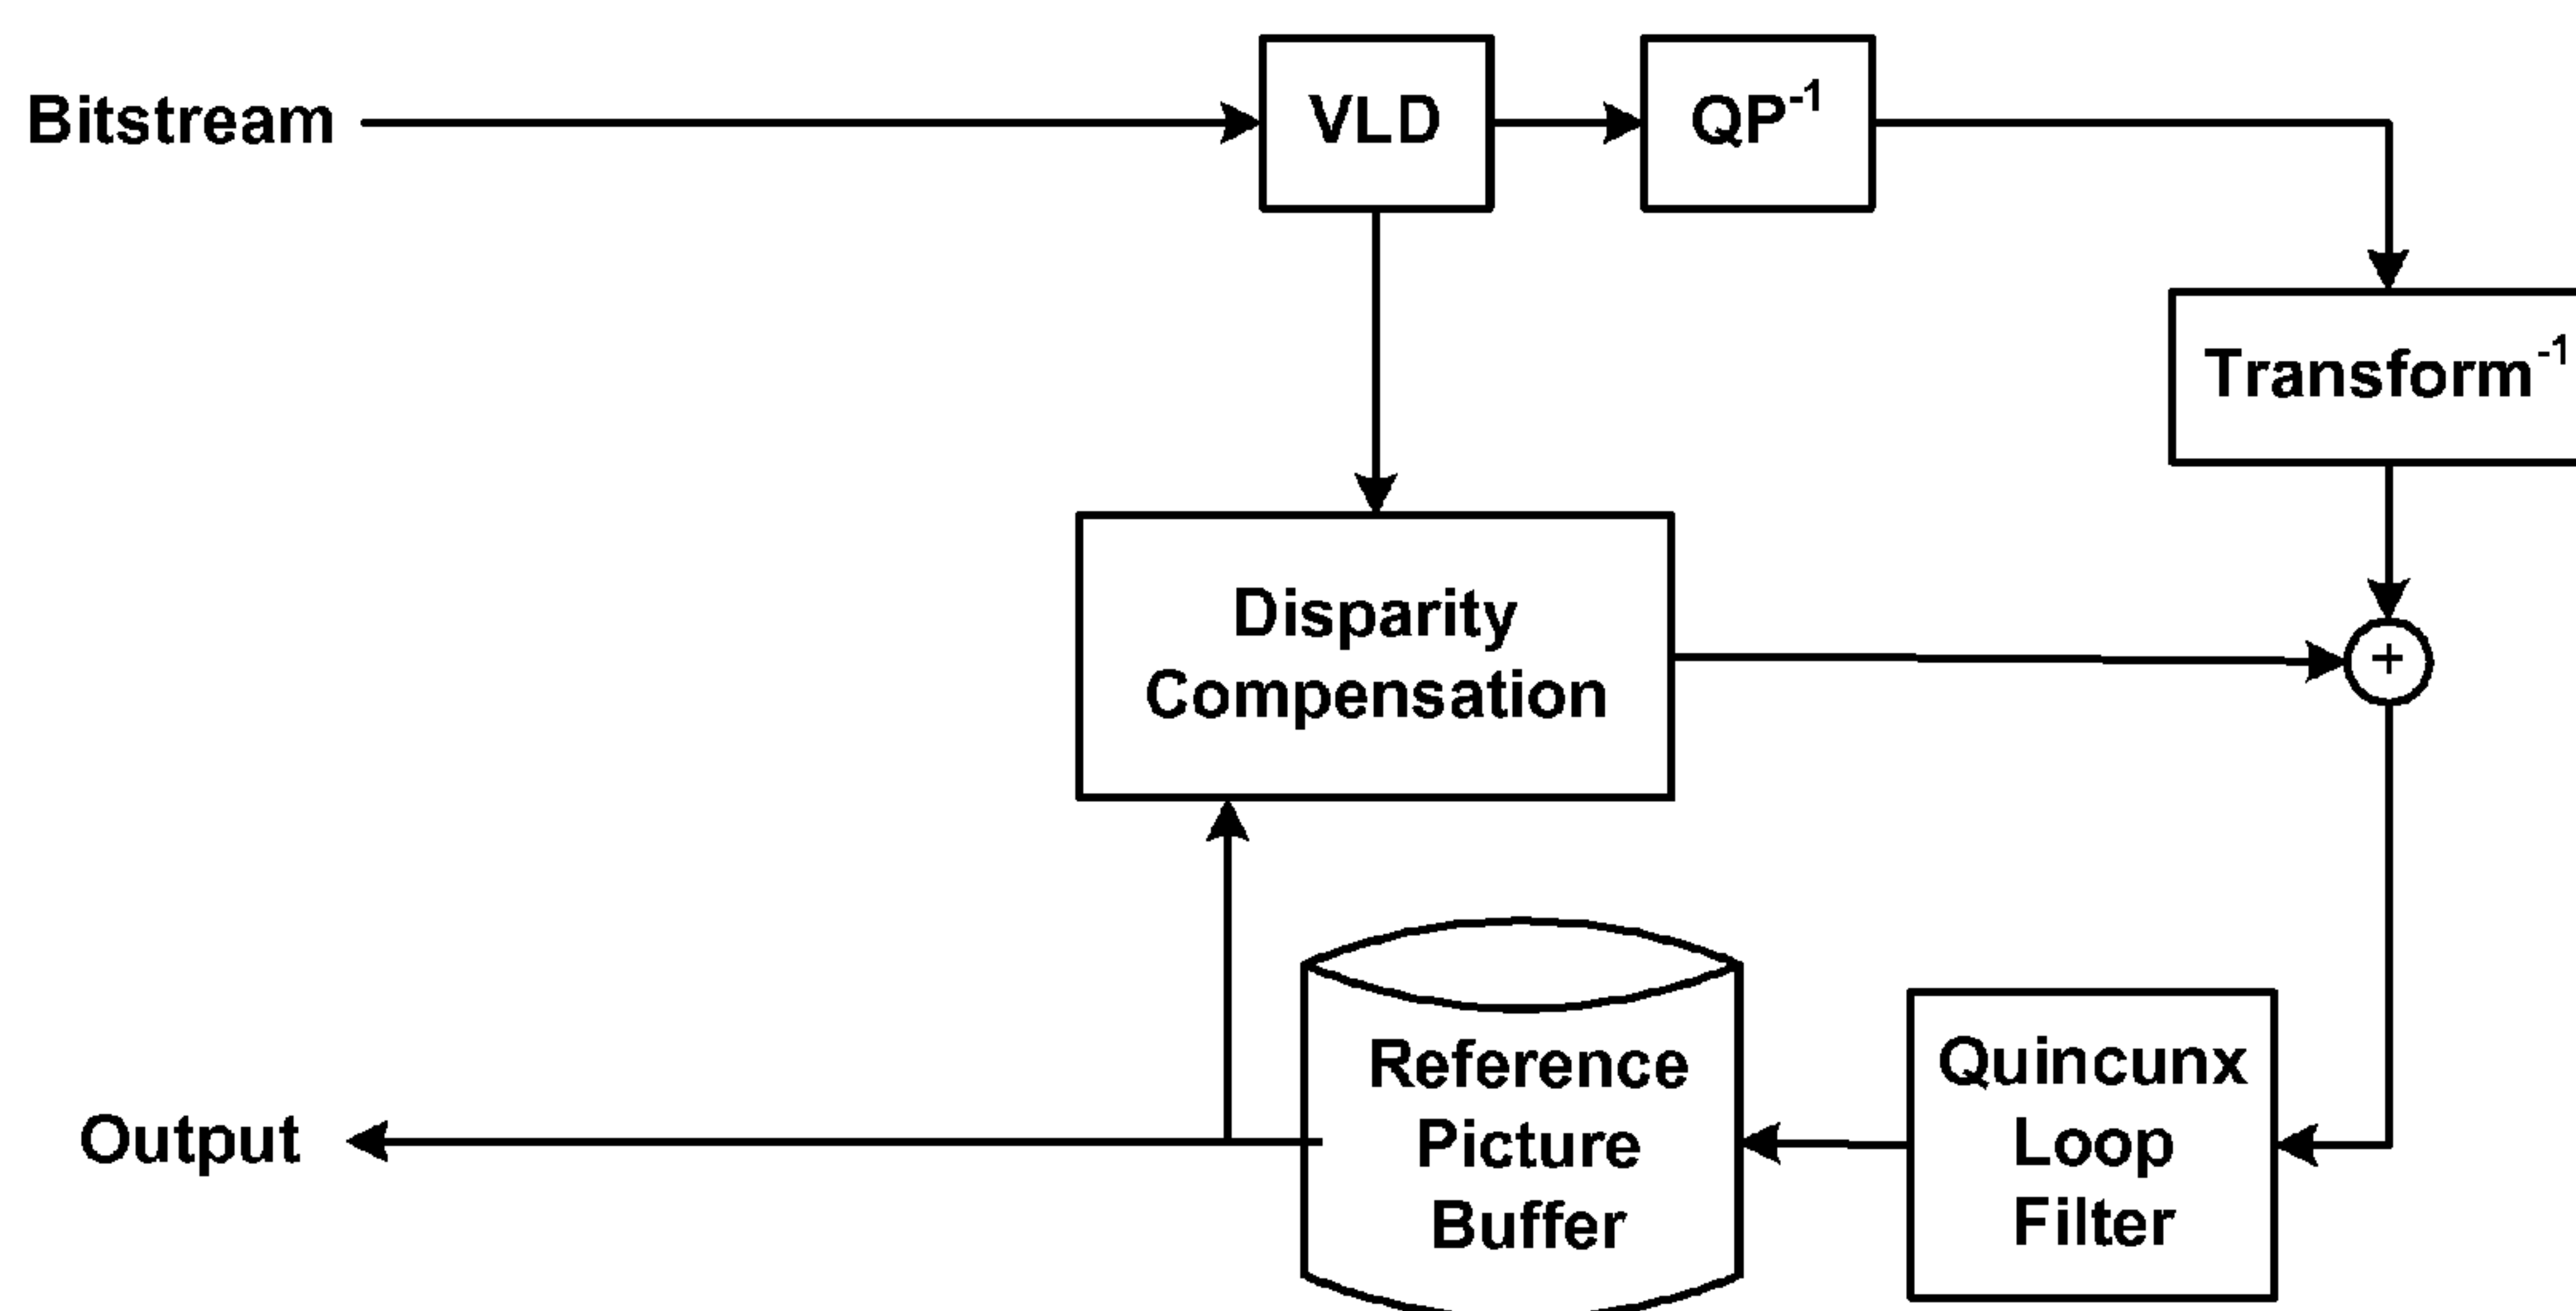 Bitstream
VLD
QP⁻¹
Transform⁻¹
Disparity
Compensation
+
Reference
Picture
Buffer
Quincunx
Loop
Filter
Output